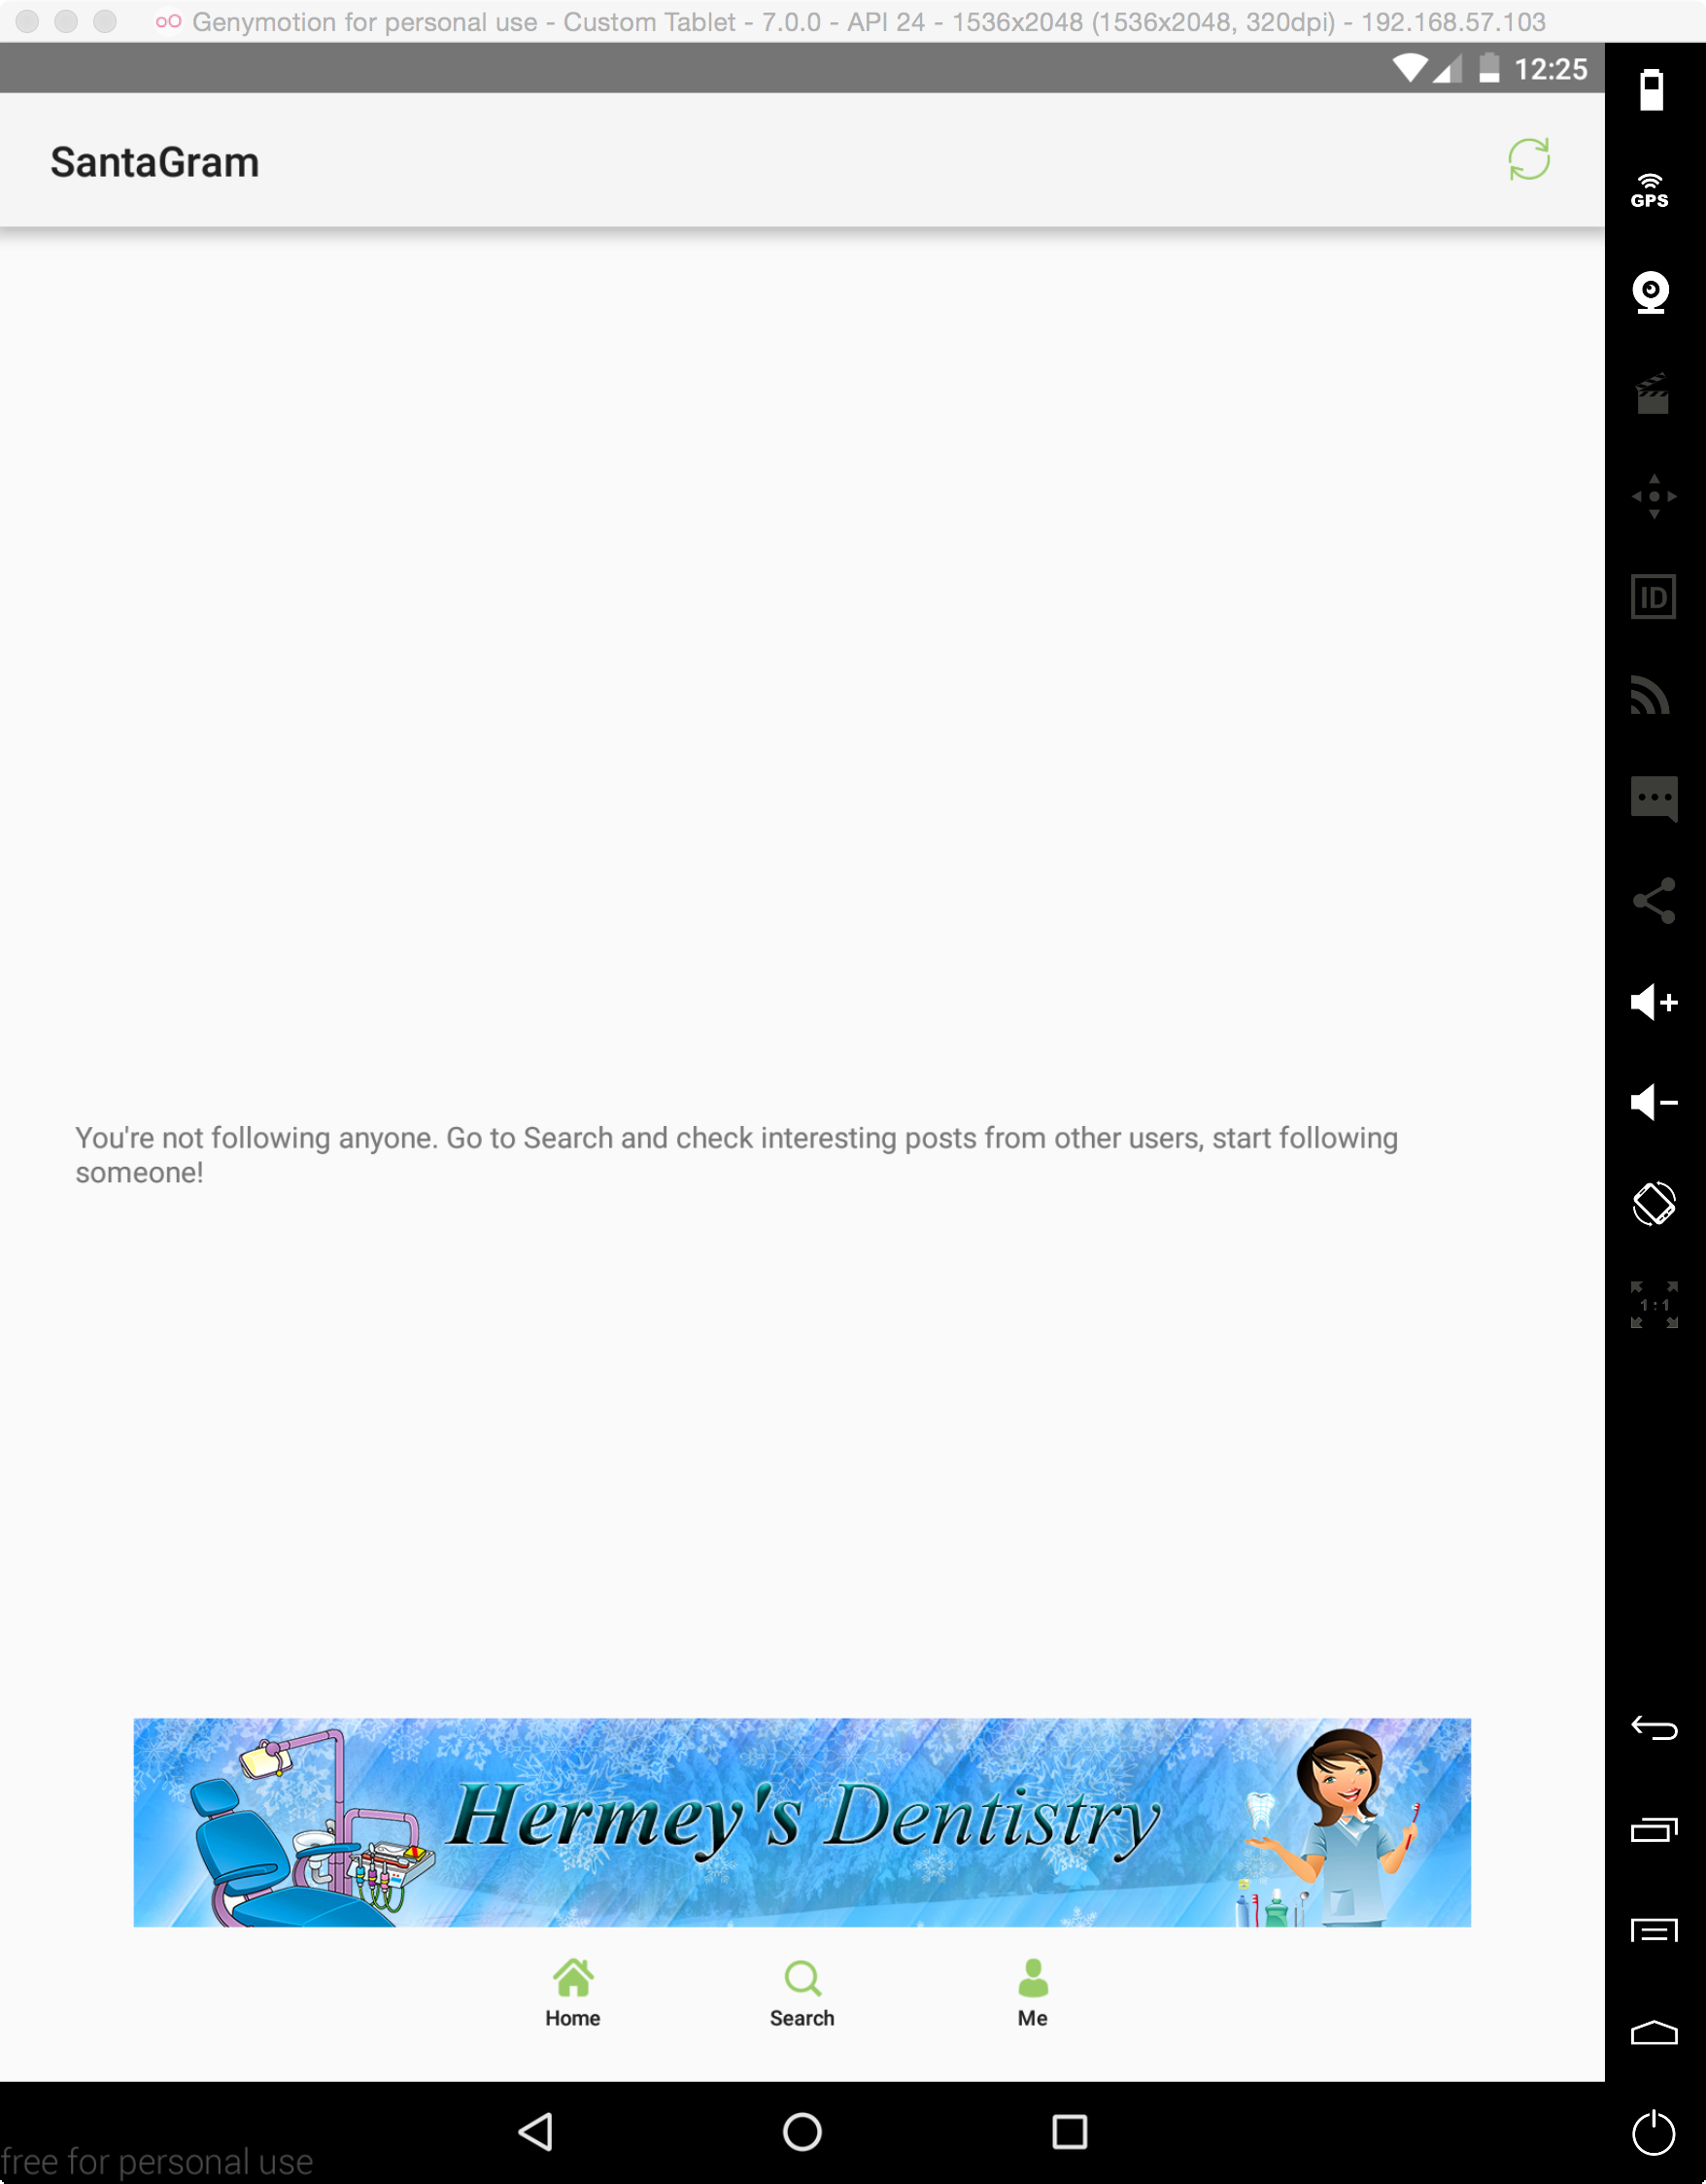 Genymotion for personal use - Custom Tablet - 7.0.0 - API 24 - 1536x2048 (1536x2048, 320dpi) - 192.168.57.103
12:25
SantaGram
GPS
ID
You're not following anyone. Go to Search and check interesting posts from other users, start following
someone!
1:1
Hermey's Dentistry
Home Search Me
free for personal use